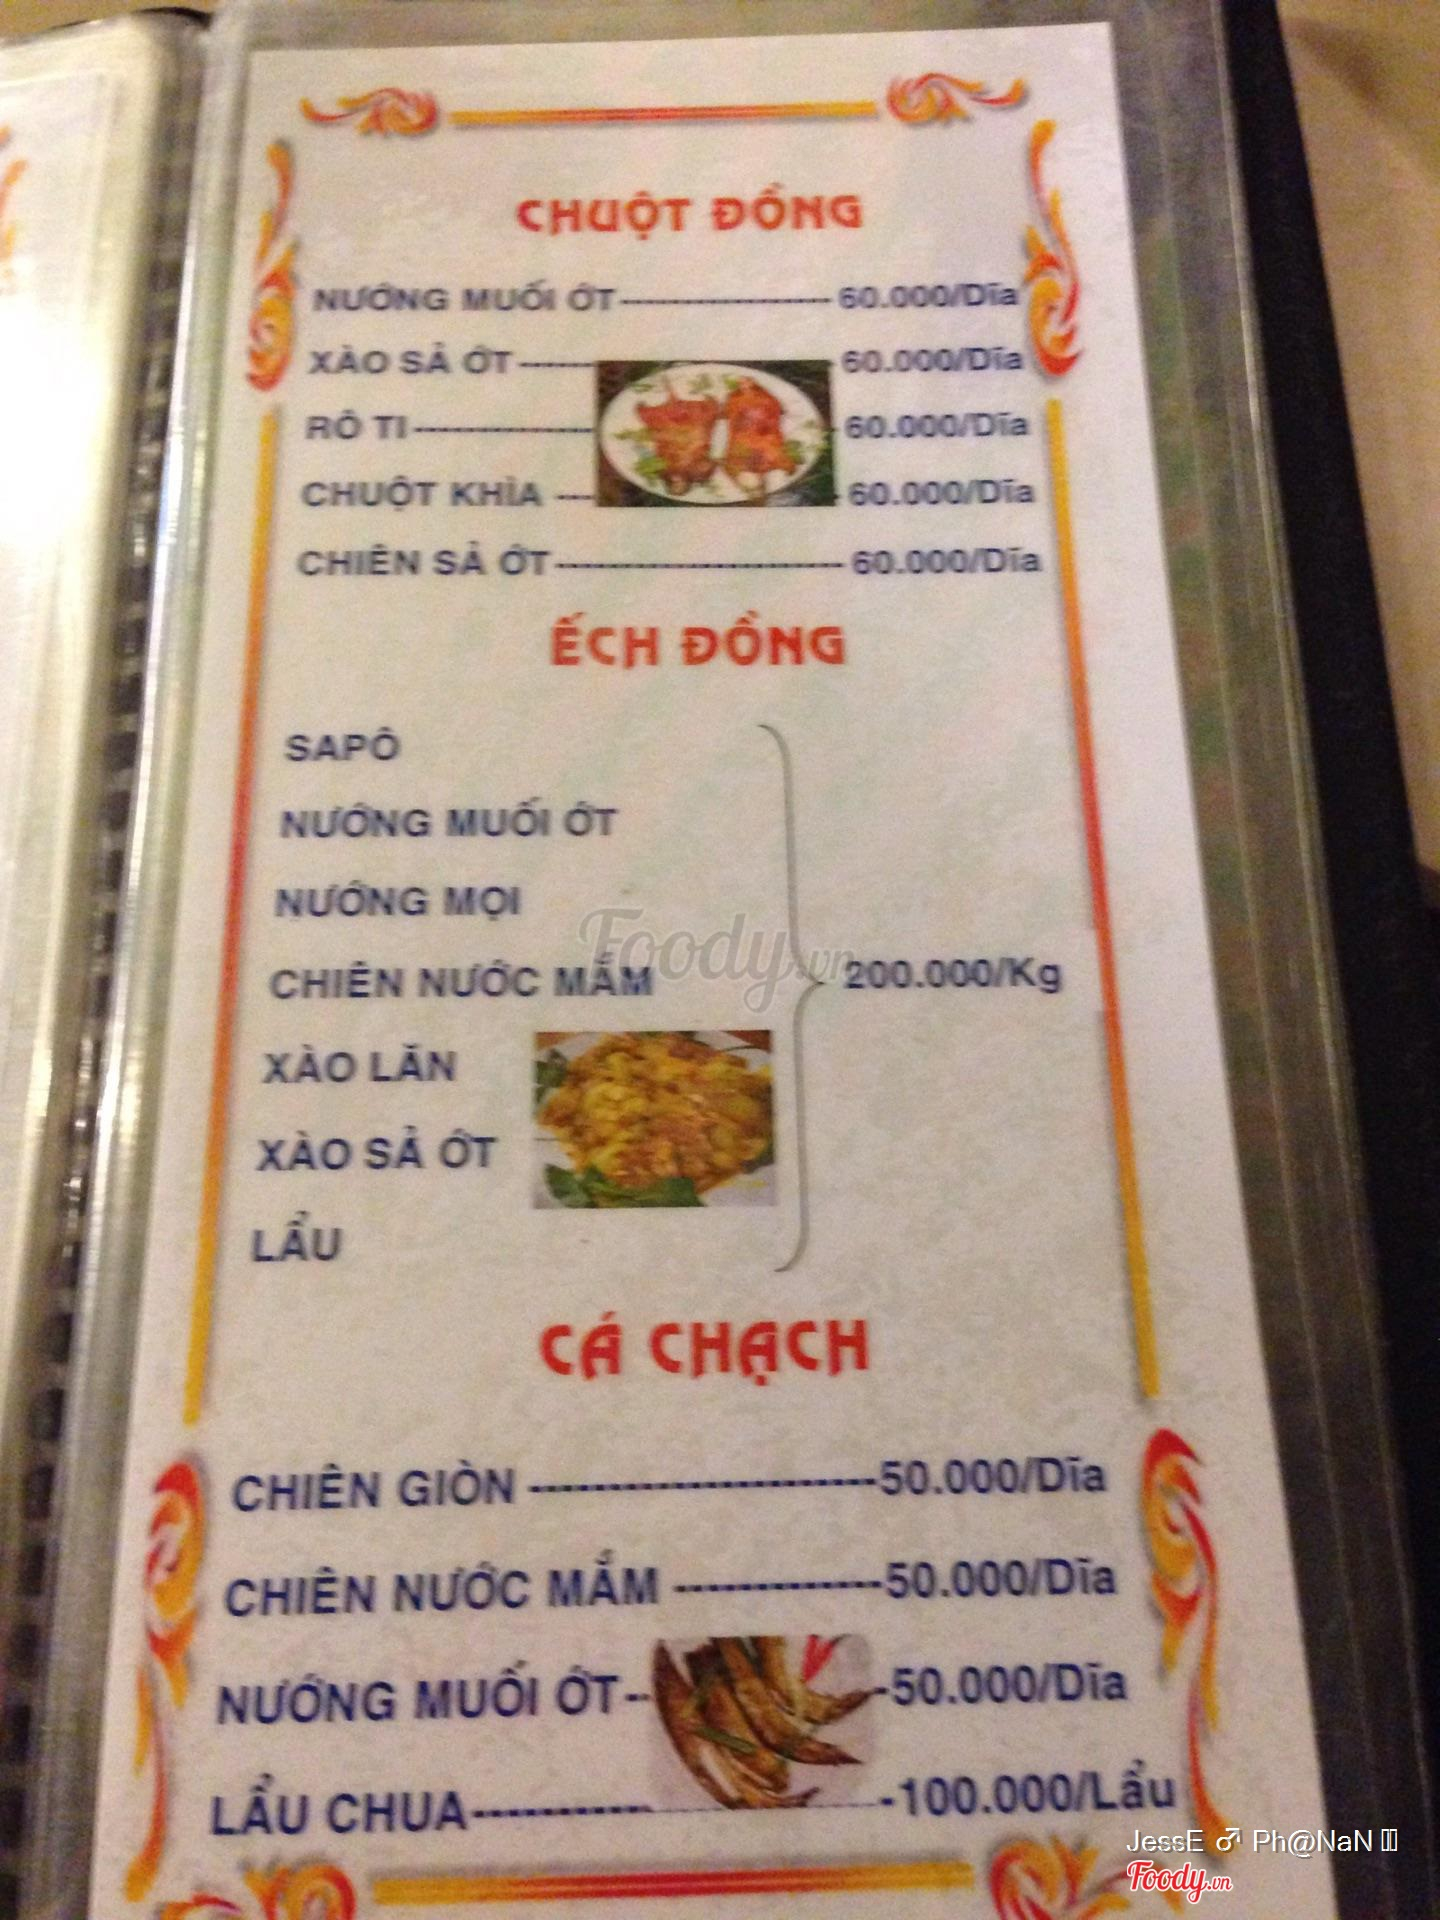 CHUỘT ĐỒNG
NƯỚNG MUỐI ỚT---------------- 60.000/Dĩa
XÀO SẢ ỚT------ 60.000/Dĩa
RÔ TI-------------- 60.000/Dĩa
CHUỘT KHÌA --- 60.000/Dĩa
CHIÊN SẢ ỚT---------------------- 60.000/Dĩa
ẾCH ĐỒNG
SAPÔ
NƯỚNG MUỐI ỚT
NƯỚNG MỌI
CHIÊN NƯỚC MẮM
200.000/Kg
XÀO LĂN
XÀO SẢ ỚT
LẨU
Foody.vn
CÁ CHẠCH
CHIÊN GIÒN -----------------------50.000/Dĩa
CHIÊN NƯỚC MẮM --------------50.000/Dĩa
NƯỚNG MUỐI ỚT-- -50.000/Dĩa
LẨU CHUA------------ -100.000/Lẩu
JessE ♂ Ph@NaN
Foody.vn